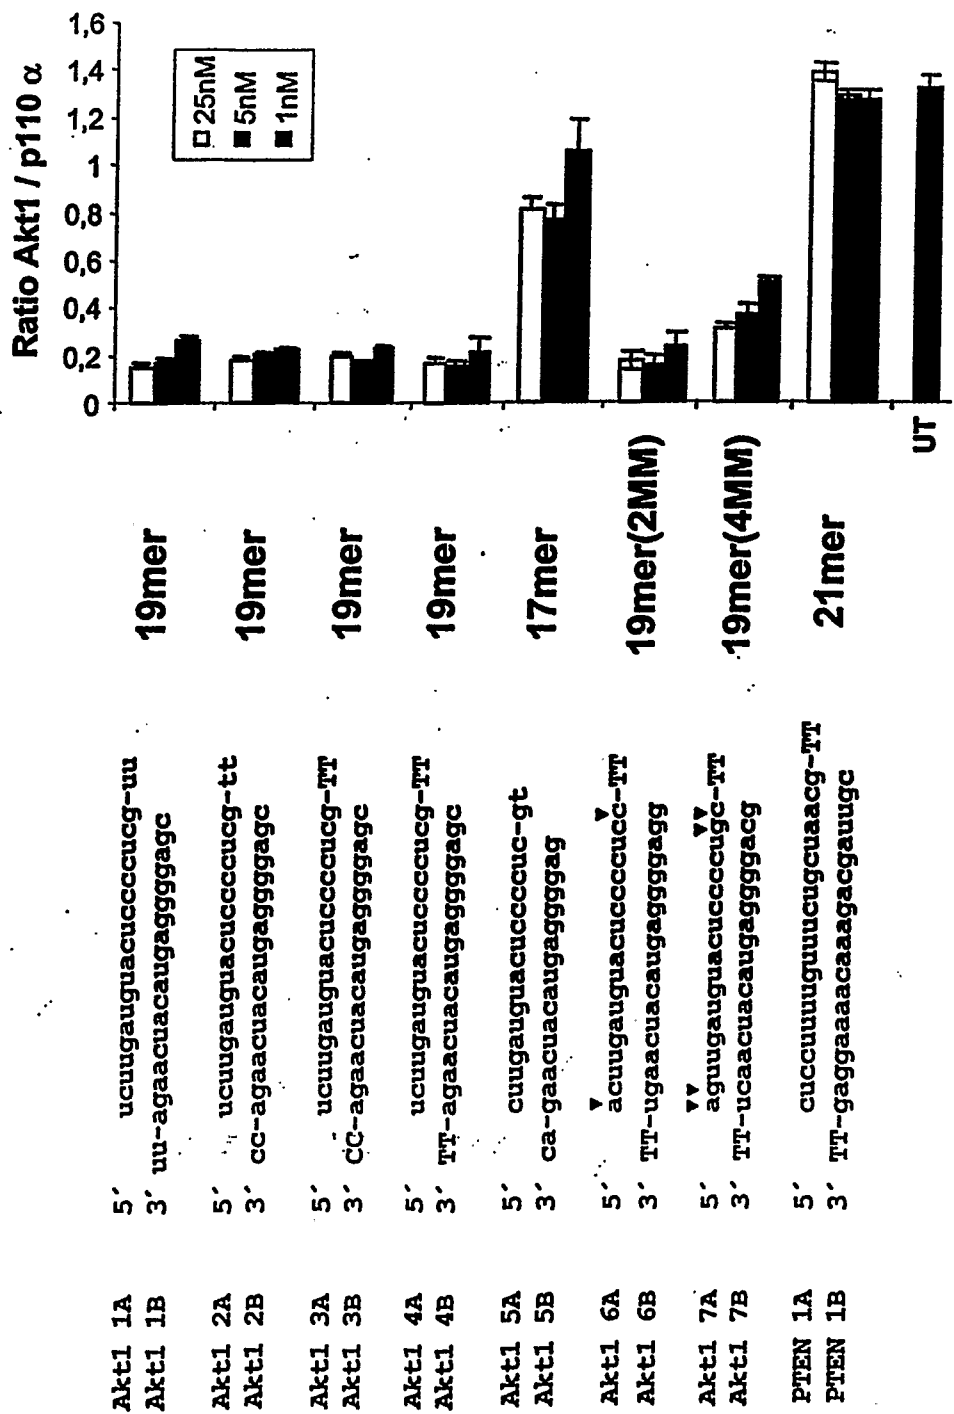 Akt1 1A 5´ ucuugauguacuccccucg-uu
Akt1 1B 3´ uu-agaacuacaugaggggagc
19mer
Akt1 2A 5´ ucuugauguacuccccucg-tt
Akt1 2B 3´ cc-agaacuacaugaggggagc
19mer
Akt1 3A 5´ ucuugauguacuccccucg-TT
Akt1 3B 3´ CC-agaacuacaugaggggagc
19mer
Akt1 4A 5´ ucuugauguacuccccucg-TT
Akt1 4B 3´ TT-agaacuacaugaggggagc
19mer
Akt1 5A 5´ cuugauguacuccccuc-gt
Akt1 5B 3´ ca-gaacuacaugaggggag
17mer
Akt1 6A 5´ acuugauguacuccccucc-TT
Akt1 6B 3´ TT-ugaacuacaugaggggagg
19mer(2MM)
Akt1 7A 5´ aguugauguacuccccugc-TT
Akt1 7B 3´ TT-ucaacuacaugaggggacg
19mer(4MM)
PTEN 1A 5´ cuccuuuuguuucugcuaacg-TT
PTEN 1B 3´ TT-gaggaaaacaaagacgauugc
21mer
UT
Ratio Akt1 / p110 α
1,6
1,4
1,2
1
0,8
0,6
0,4
0,2
0
25nM
5nM
1nM